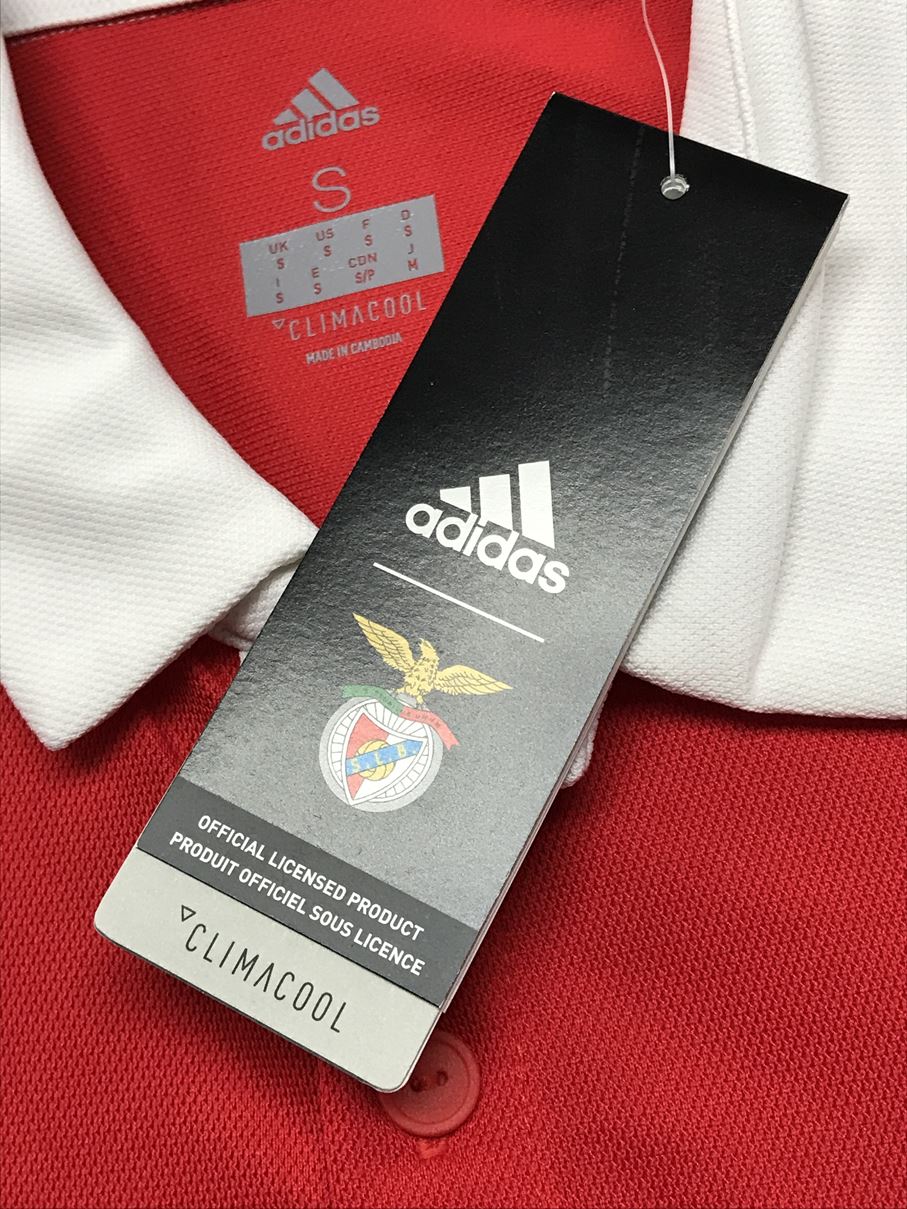 adidas
S
UK US F D
S S S S
I E CDN J
S S S/P M
CLIMACOOL
MADE IN CAMBODIA
adidas
S.L.B.
OFFICIAL LICENSED PRODUCT
PRODUIT OFFICIEL SOUS LICENCE
CLIMACOOL